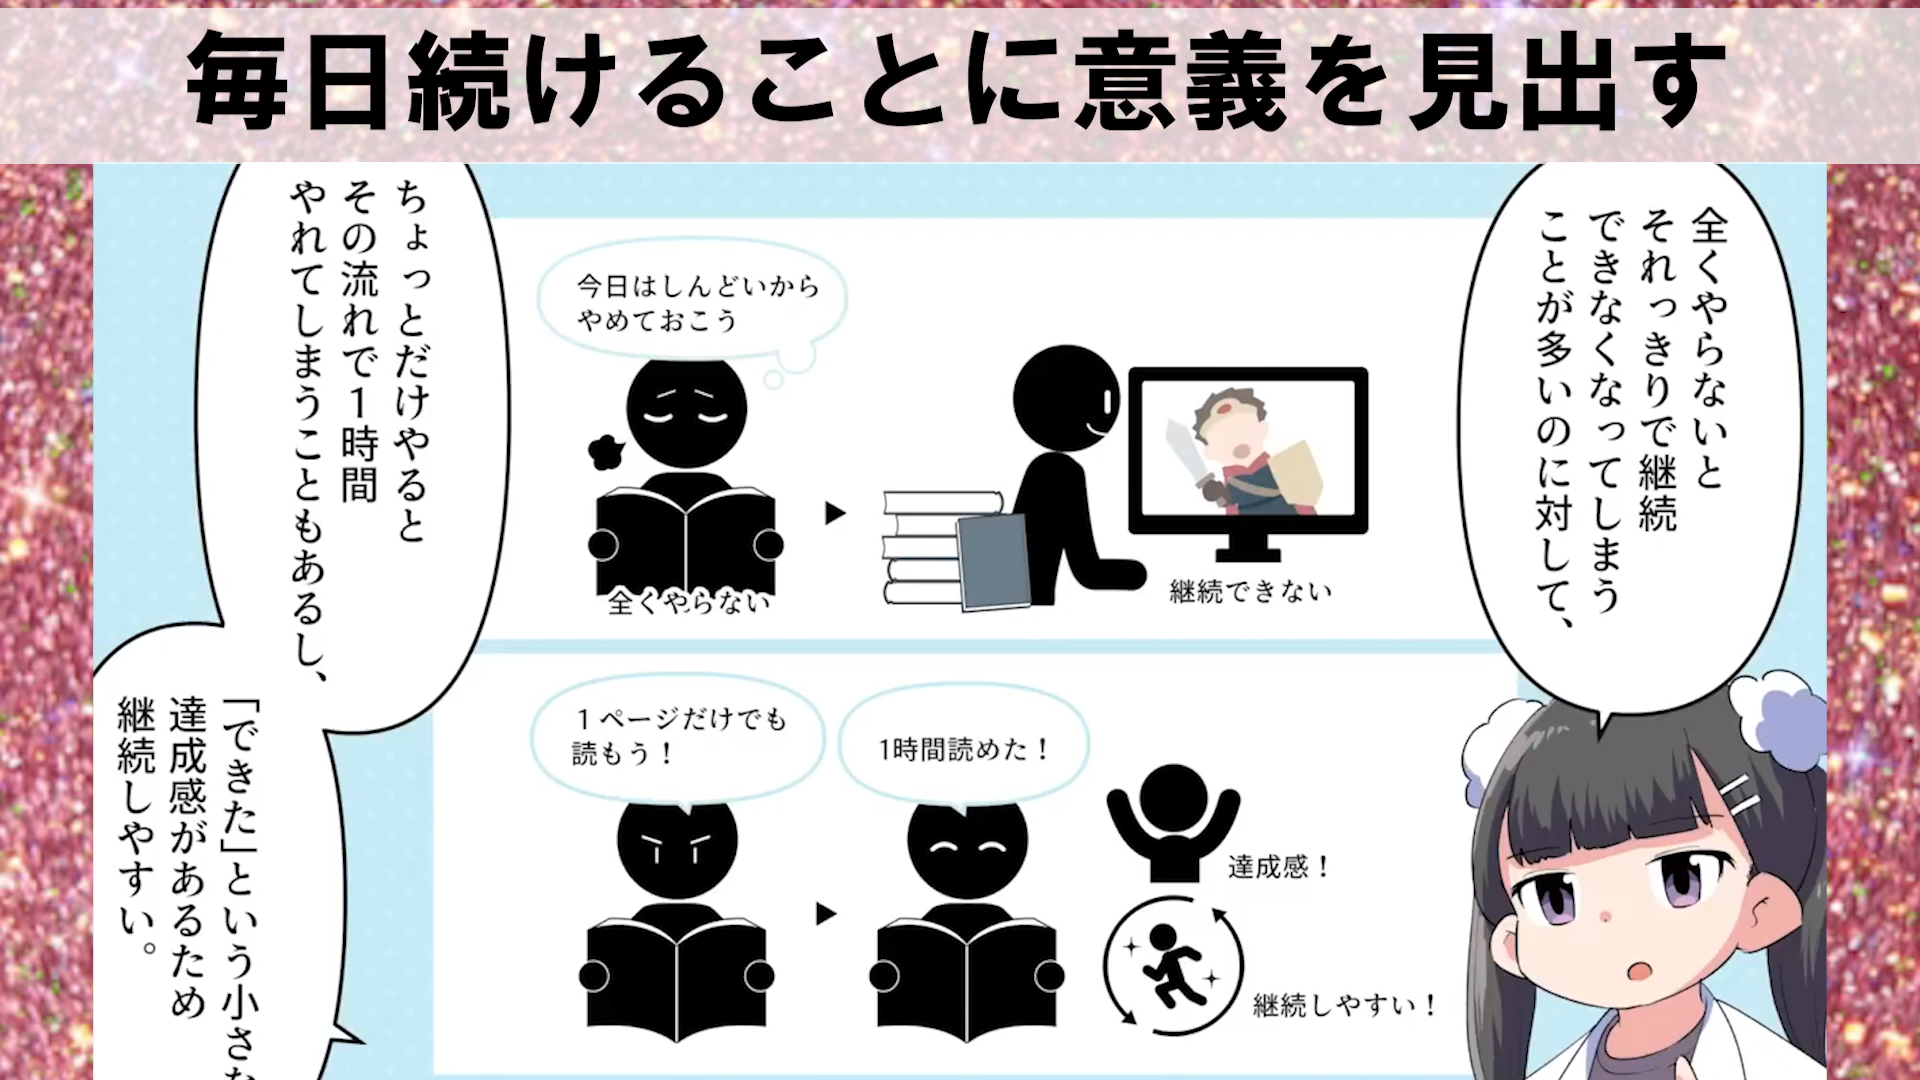 毎日続けることに意義を見出す
全くやらないと
それっきりで継続
できなくなってしまう
ことが多いのに対して、
今日はしんどいから
やめておこう
全くやらない
継続できない
ちょっとだけやると
その流れで1時間
やれてしまうこともあるし、
1ページだけでも
読もう！
1時間読めた！
達成感！
継続しやすい！
「できた」という小さな
達成感があるため
継続しやすい。